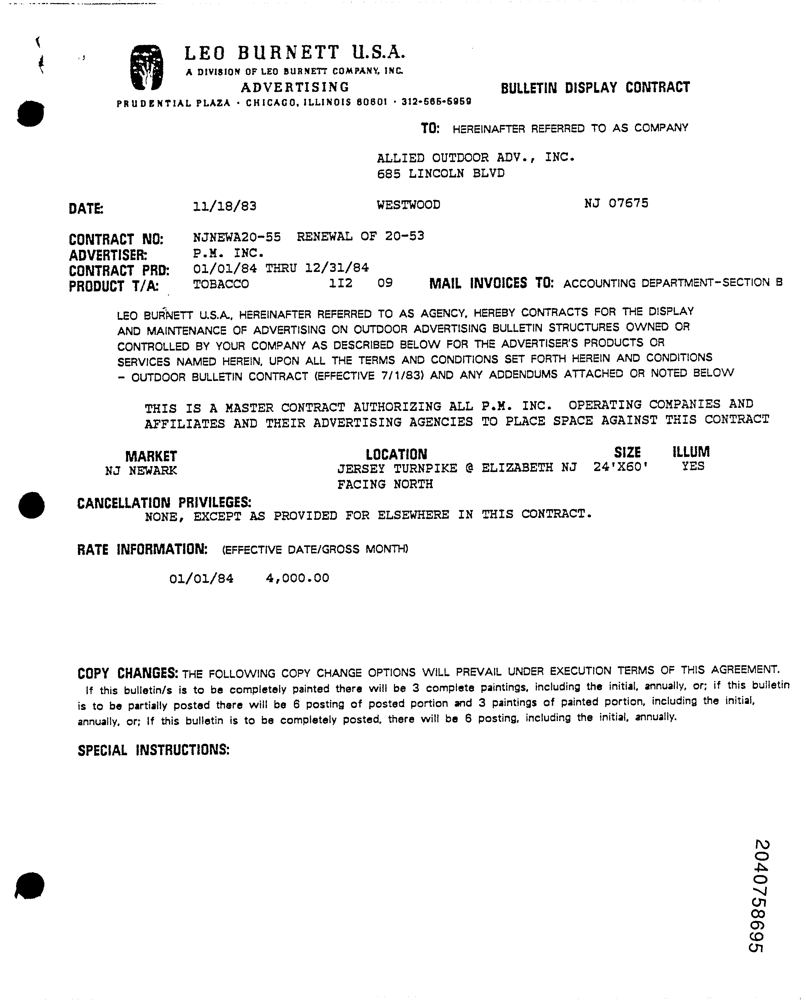 LEO BURNETT U.S.A.
A DIVISION OF LEO BURNETT COMPANY, INC.
ADVERTISING
PRUDENTIAL PLAZA · CHICAGO, ILLINOIS 60601 · 312-565-5959
BULLETIN DISPLAY CONTRACT
TO: HEREINAFTER REFERRED TO AS COMPANY
ALLIED OUTDOOR ADV., INC.
685 LINCOLN BLVD
DATE: 11/18/83 WESTWOOD NJ 07675
CONTRACT NO: NJNEWA20-55 RENEWAL OF 20-53
ADVERTISER: P.M. INC.
CONTRACT PRD: 01/01/84 THRU 12/31/84
PRODUCT T/A: TOBACCO 1I2 09 MAIL INVOICES TO: ACCOUNTING DEPARTMENT-SECTION B
LEO BURNETT U.S.A., HEREINAFTER REFERRED TO AS AGENCY, HEREBY CONTRACTS FOR THE DISPLAY
AND MAINTENANCE OF ADVERTISING ON OUTDOOR ADVERTISING BULLETIN STRUCTURES OWNED OR
CONTROLLED BY YOUR COMPANY AS DESCRIBED BELOW FOR THE ADVERTISER'S PRODUCTS OR
SERVICES NAMED HEREIN, UPON ALL THE TERMS AND CONDITIONS SET FORTH HEREIN AND CONDITIONS
– OUTDOOR BULLETIN CONTRACT (EFFECTIVE 7/1/83) AND ANY ADDENDUMS ATTACHED OR NOTED BELOW
THIS IS A MASTER CONTRACT AUTHORIZING ALL P.M. INC. OPERATING COMPANIES AND
AFFILIATES AND THEIR ADVERTISING AGENCIES TO PLACE SPACE AGAINST THIS CONTRACT
MARKET LOCATION SIZE ILLUM
NJ NEWARK JERSEY TURNPIKE @ ELIZABETH NJ 24'X60' YES
FACING NORTH
CANCELLATION PRIVILEGES:
NONE, EXCEPT AS PROVIDED FOR ELSEWHERE IN THIS CONTRACT.
RATE INFORMATION: (EFFECTIVE DATE/GROSS MONTH)
01/01/84 4,000.00
COPY CHANGES: THE FOLLOWING COPY CHANGE OPTIONS WILL PREVAIL UNDER EXECUTION TERMS OF THIS AGREEMENT.
If this bulletin/s is to be completely painted there will be 3 complete paintings, including the initial, annually, or; if this bulletin
is to be partially posted there will be 6 posting of posted portion and 3 paintings of painted portion, including the initial,
annually, or; If this bulletin is to be completely posted, there will be 6 posting, including the initial, annually.
SPECIAL INSTRUCTIONS:
2040758695